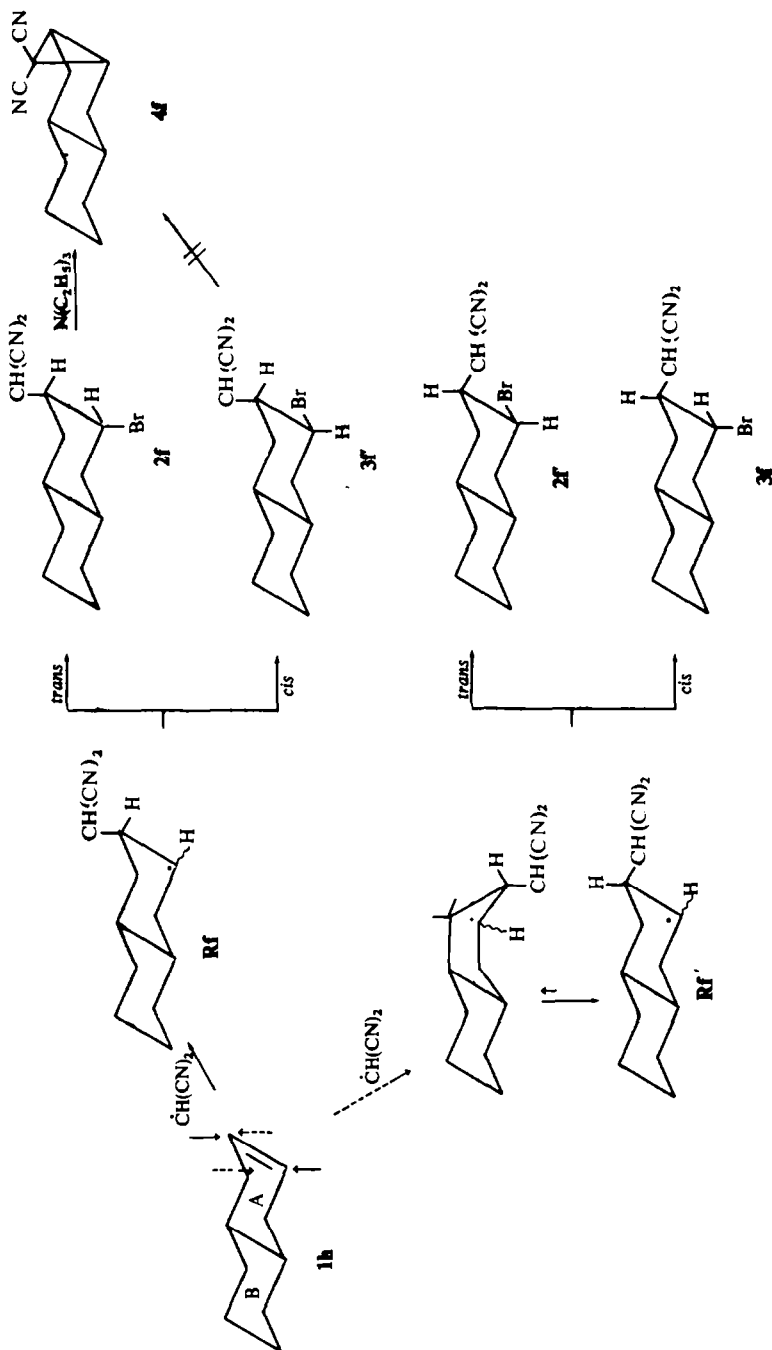 NC CN
4f
N(C2H5)3
CH(CN)2
H
H
Br
2f
CH(CN)2
H
Br
H
3f'
H
CH(CN)2
Br
H
2f'
H
CH(CN)2
H
Br
3f
trans
cis
trans
cis
CH(CN)2
H
H
Rf
ĊH(CN)2
A
B
1h
ĊH(CN)2
H
CH(CN)2
H
H
CH(CN)2
H
Rf'